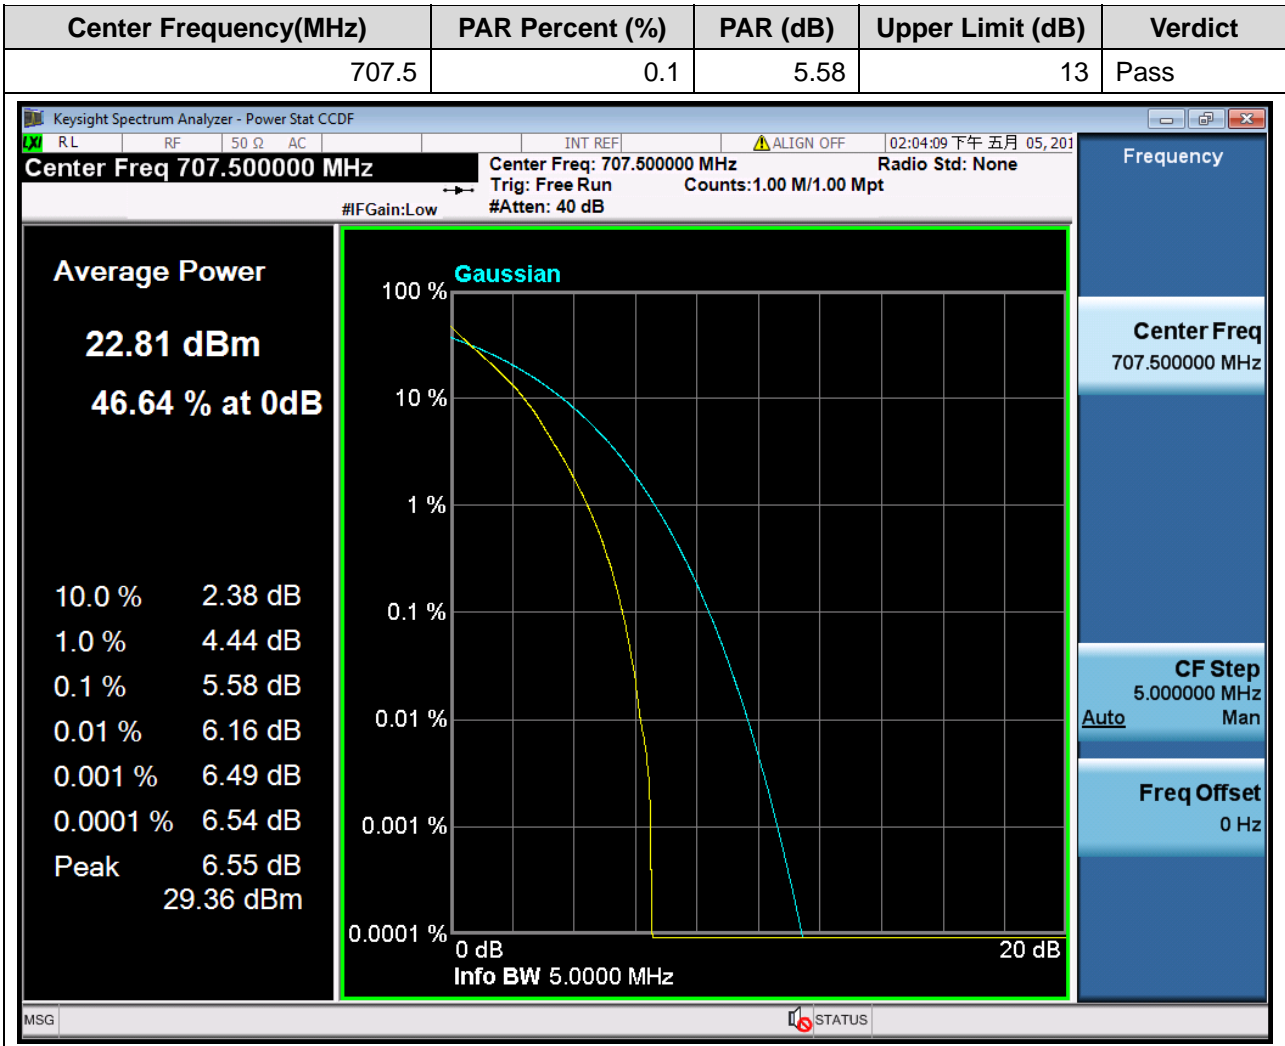 Center Frequency(MHz) PAR Percent (%) PAR (dB) Upper Limit (dB) Verdict
707.5 0.1 5.58 13 Pass
Keysight Spectrum Analyzer - Power Stat CCDF
LXI RL RF 50 Ω AC INT REF ALIGN OFF 02:04:09 下午 五月 05, 201
Center Freq 707.500000 MHz
Center Freq: 707.500000 MHz Radio Std: None
Trig: Free Run Counts:1.00 M/1.00 Mpt
#IFGain:Low #Atten: 40 dB
Average Power
22.81 dBm
46.64 % at 0dB
10.0 % 2.38 dB
1.0 % 4.44 dB
0.1 % 5.58 dB
0.01 % 6.16 dB
0.001 % 6.49 dB
0.0001 % 6.54 dB
Peak 6.55 dB
29.36 dBm
Gaussian
100 %
10 %
1 %
0.1 %
0.01 %
0.001 %
0.0001 %
0 dB 20 dB
Info BW 5.0000 MHz
Frequency
Center Freq
707.500000 MHz
CF Step
5.000000 MHz
Auto Man
Freq Offset
0 Hz
MSG STATUS